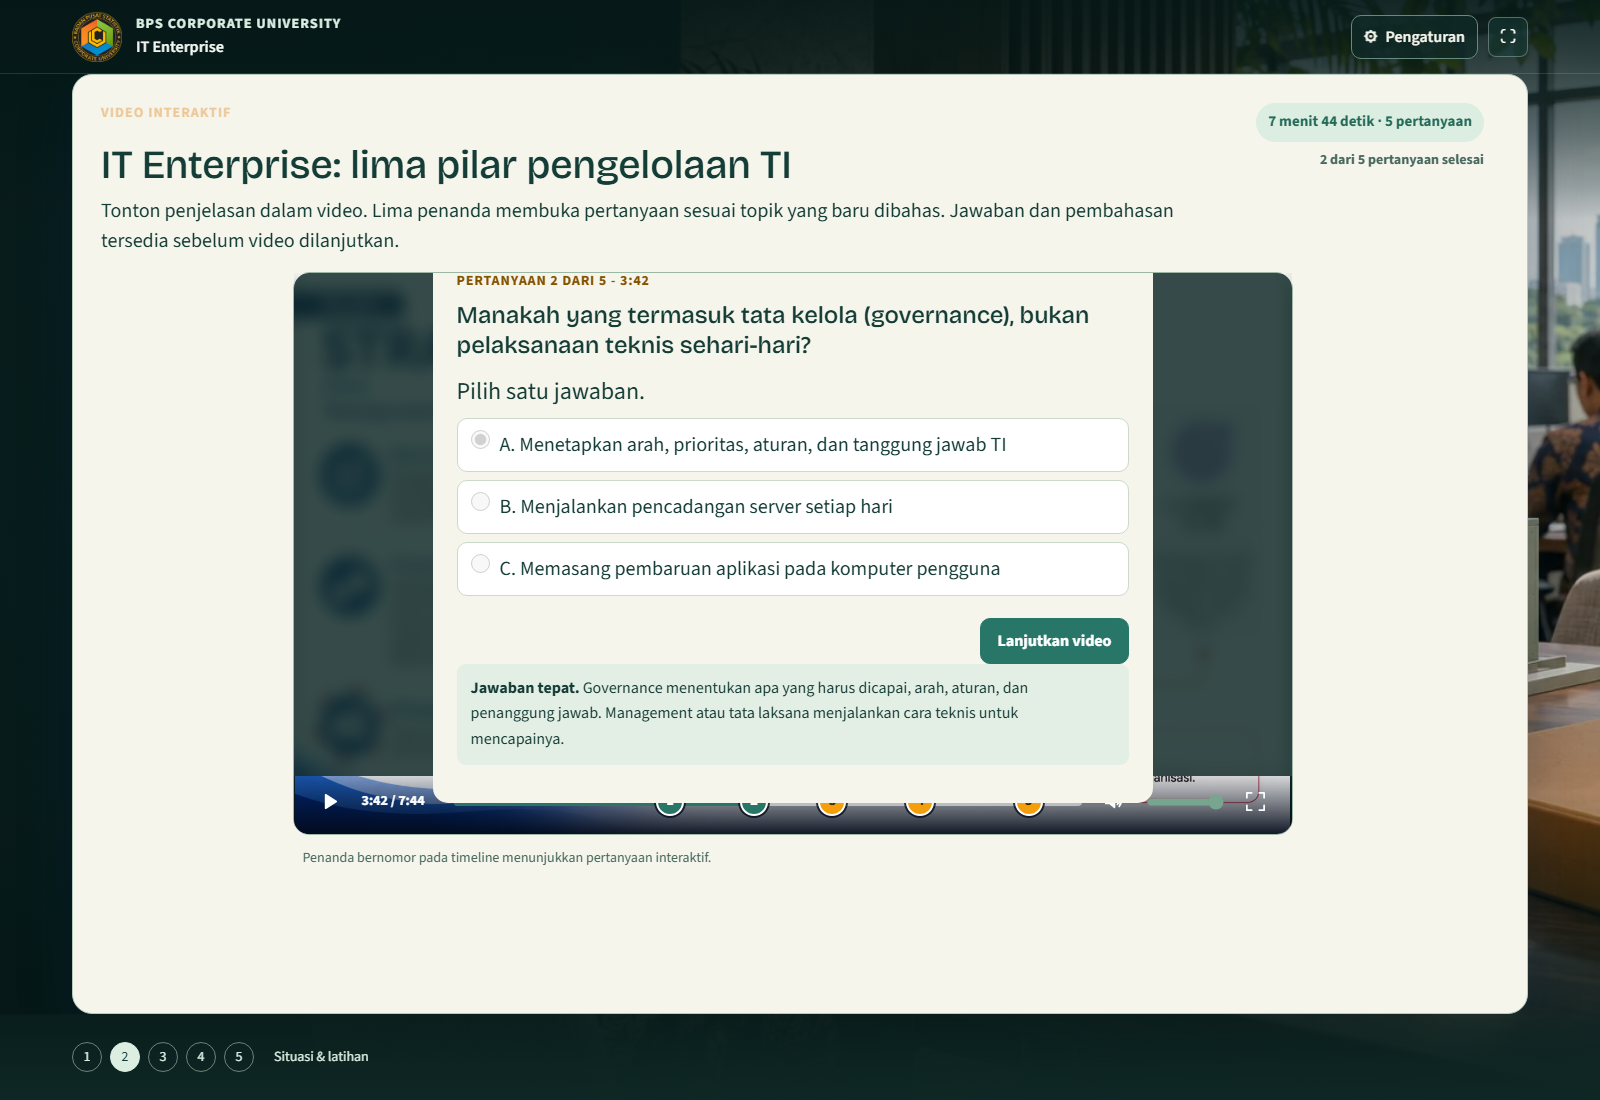 BPS CORPORATE UNIVERSITY
IT Enterprise
Pengaturan
VIDEO INTERAKTIF
7 menit 44 detik · 5 pertanyaan
2 dari 5 pertanyaan selesai
IT Enterprise: lima pilar pengelolaan TI
Tonton penjelasan dalam video. Lima penanda membuka pertanyaan sesuai topik yang baru dibahas. Jawaban dan pembahasan
tersedia sebelum video dilanjutkan.
PERTANYAAN 2 DARI 5 - 3:42
Manakah yang termasuk tata kelola (governance), bukan
pelaksanaan teknis sehari-hari?
Pilih satu jawaban.
A. Menetapkan arah, prioritas, aturan, dan tanggung jawab TI
B. Menjalankan pencadangan server setiap hari
C. Memasang pembaruan aplikasi pada komputer pengguna
Lanjutkan video
Jawaban tepat. Governance menentukan apa yang harus dicapai, arah, aturan, dan
penanggung jawab. Management atau tata laksana menjalankan cara teknis untuk
mencapainya.
3:42 / 7:44
Penanda bernomor pada timeline menunjukkan pertanyaan interaktif.
1 2 3 4 5 Situasi & latihan